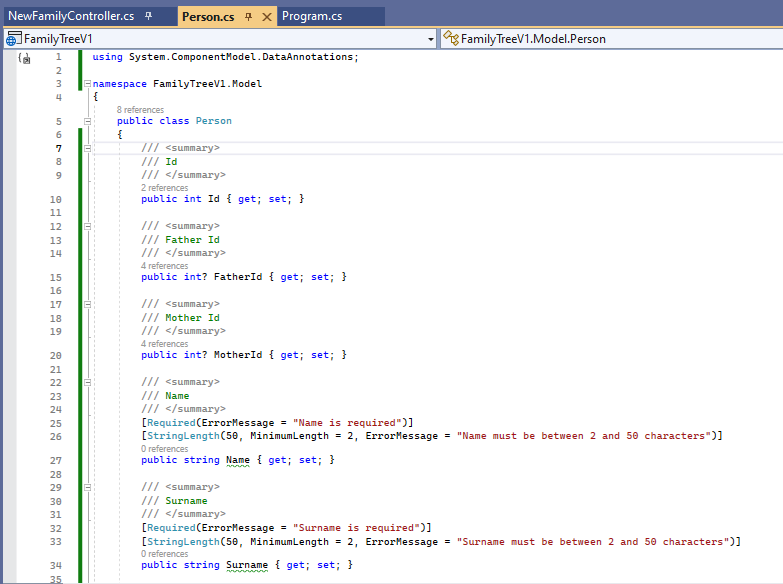 NewFamilyController.cs
Person.cs
Program.cs
FamilyTreeV1
FamilyTreeV1.Model.Person
1 using System.ComponentModel.DataAnnotations;
2
3 namespace FamilyTreeV1.Model
4 {
8 references
5 public class Person
6 {
7 /// <summary>
8 /// Id
9 /// </summary>
2 references
10 public int Id { get; set; }
11
12 /// <summary>
13 /// Father Id
14 /// </summary>
4 references
15 public int? FatherId { get; set; }
16
17 /// <summary>
18 /// Mother Id
19 /// </summary>
4 references
20 public int? MotherId { get; set; }
21
22 /// <summary>
23 /// Name
24 /// </summary>
25 [Required(ErrorMessage = "Name is required")]
26 [StringLength(50, MinimumLength = 2, ErrorMessage = "Name must be between 2 and 50 characters")]
0 references
27 public string Name { get; set; }
28
29 /// <summary>
30 /// Surname
31 /// </summary>
32 [Required(ErrorMessage = "Surname is required")]
33 [StringLength(50, MinimumLength = 2, ErrorMessage = "Surname must be between 2 and 50 characters")]
0 references
34 public string Surname { get; set; }
35